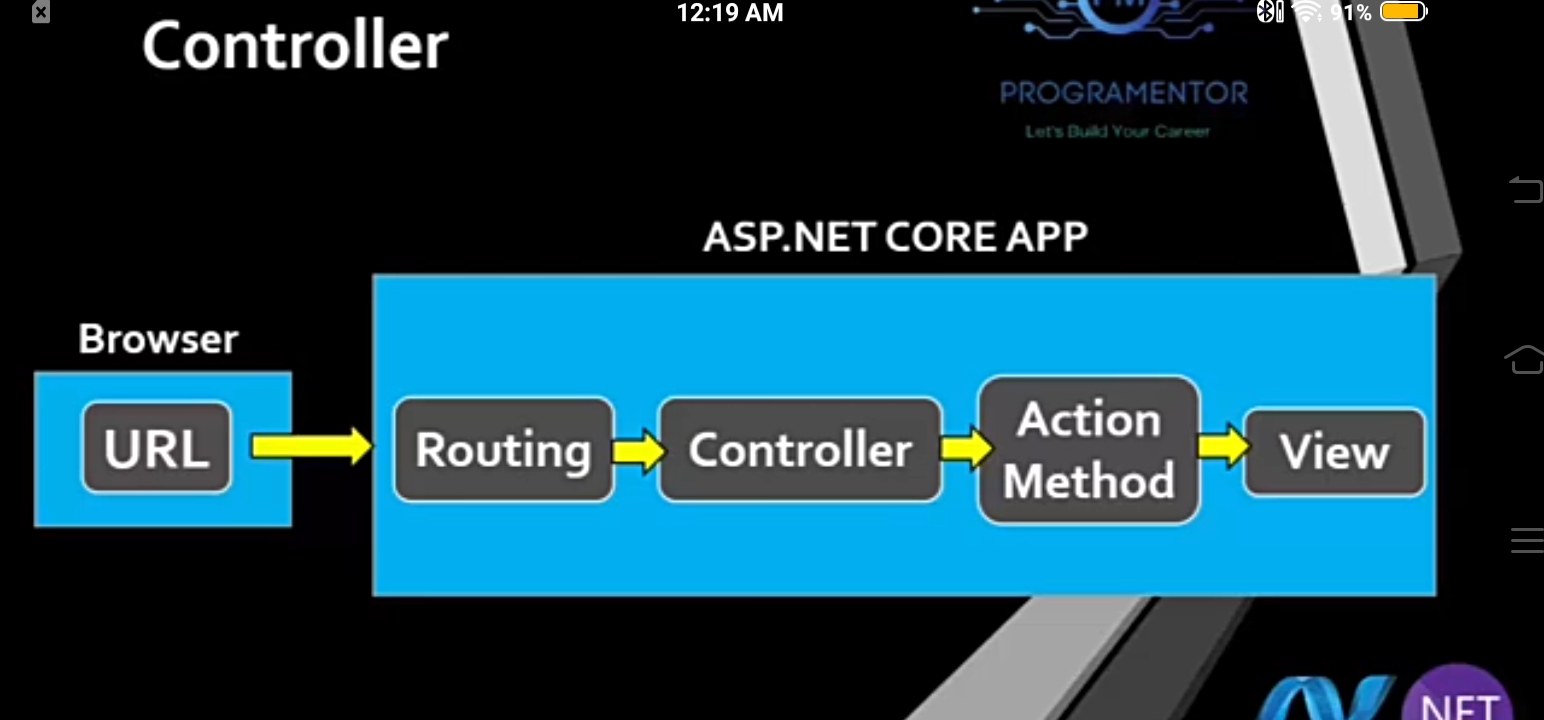 12:19 AM
91%
Controller
PROGRAMENTOR
Let's Build Your Career
ASP.NET CORE APP
Browser
URL
Routing
Controller
Action
Method
View
NET